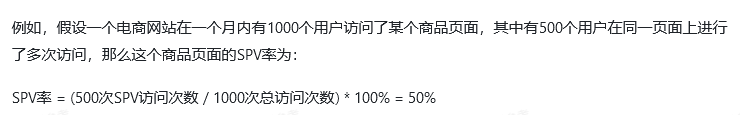 例如，假设一个电商网站在一个月内有1000个用户访问了某个商品页面，其中有500个用户在同一页面上进行
了多次访问，那么这个商品页面的SPV率为：
SPV率 = (500次SPV访问次数 / 1000次总访问次数) * 100% = 50%